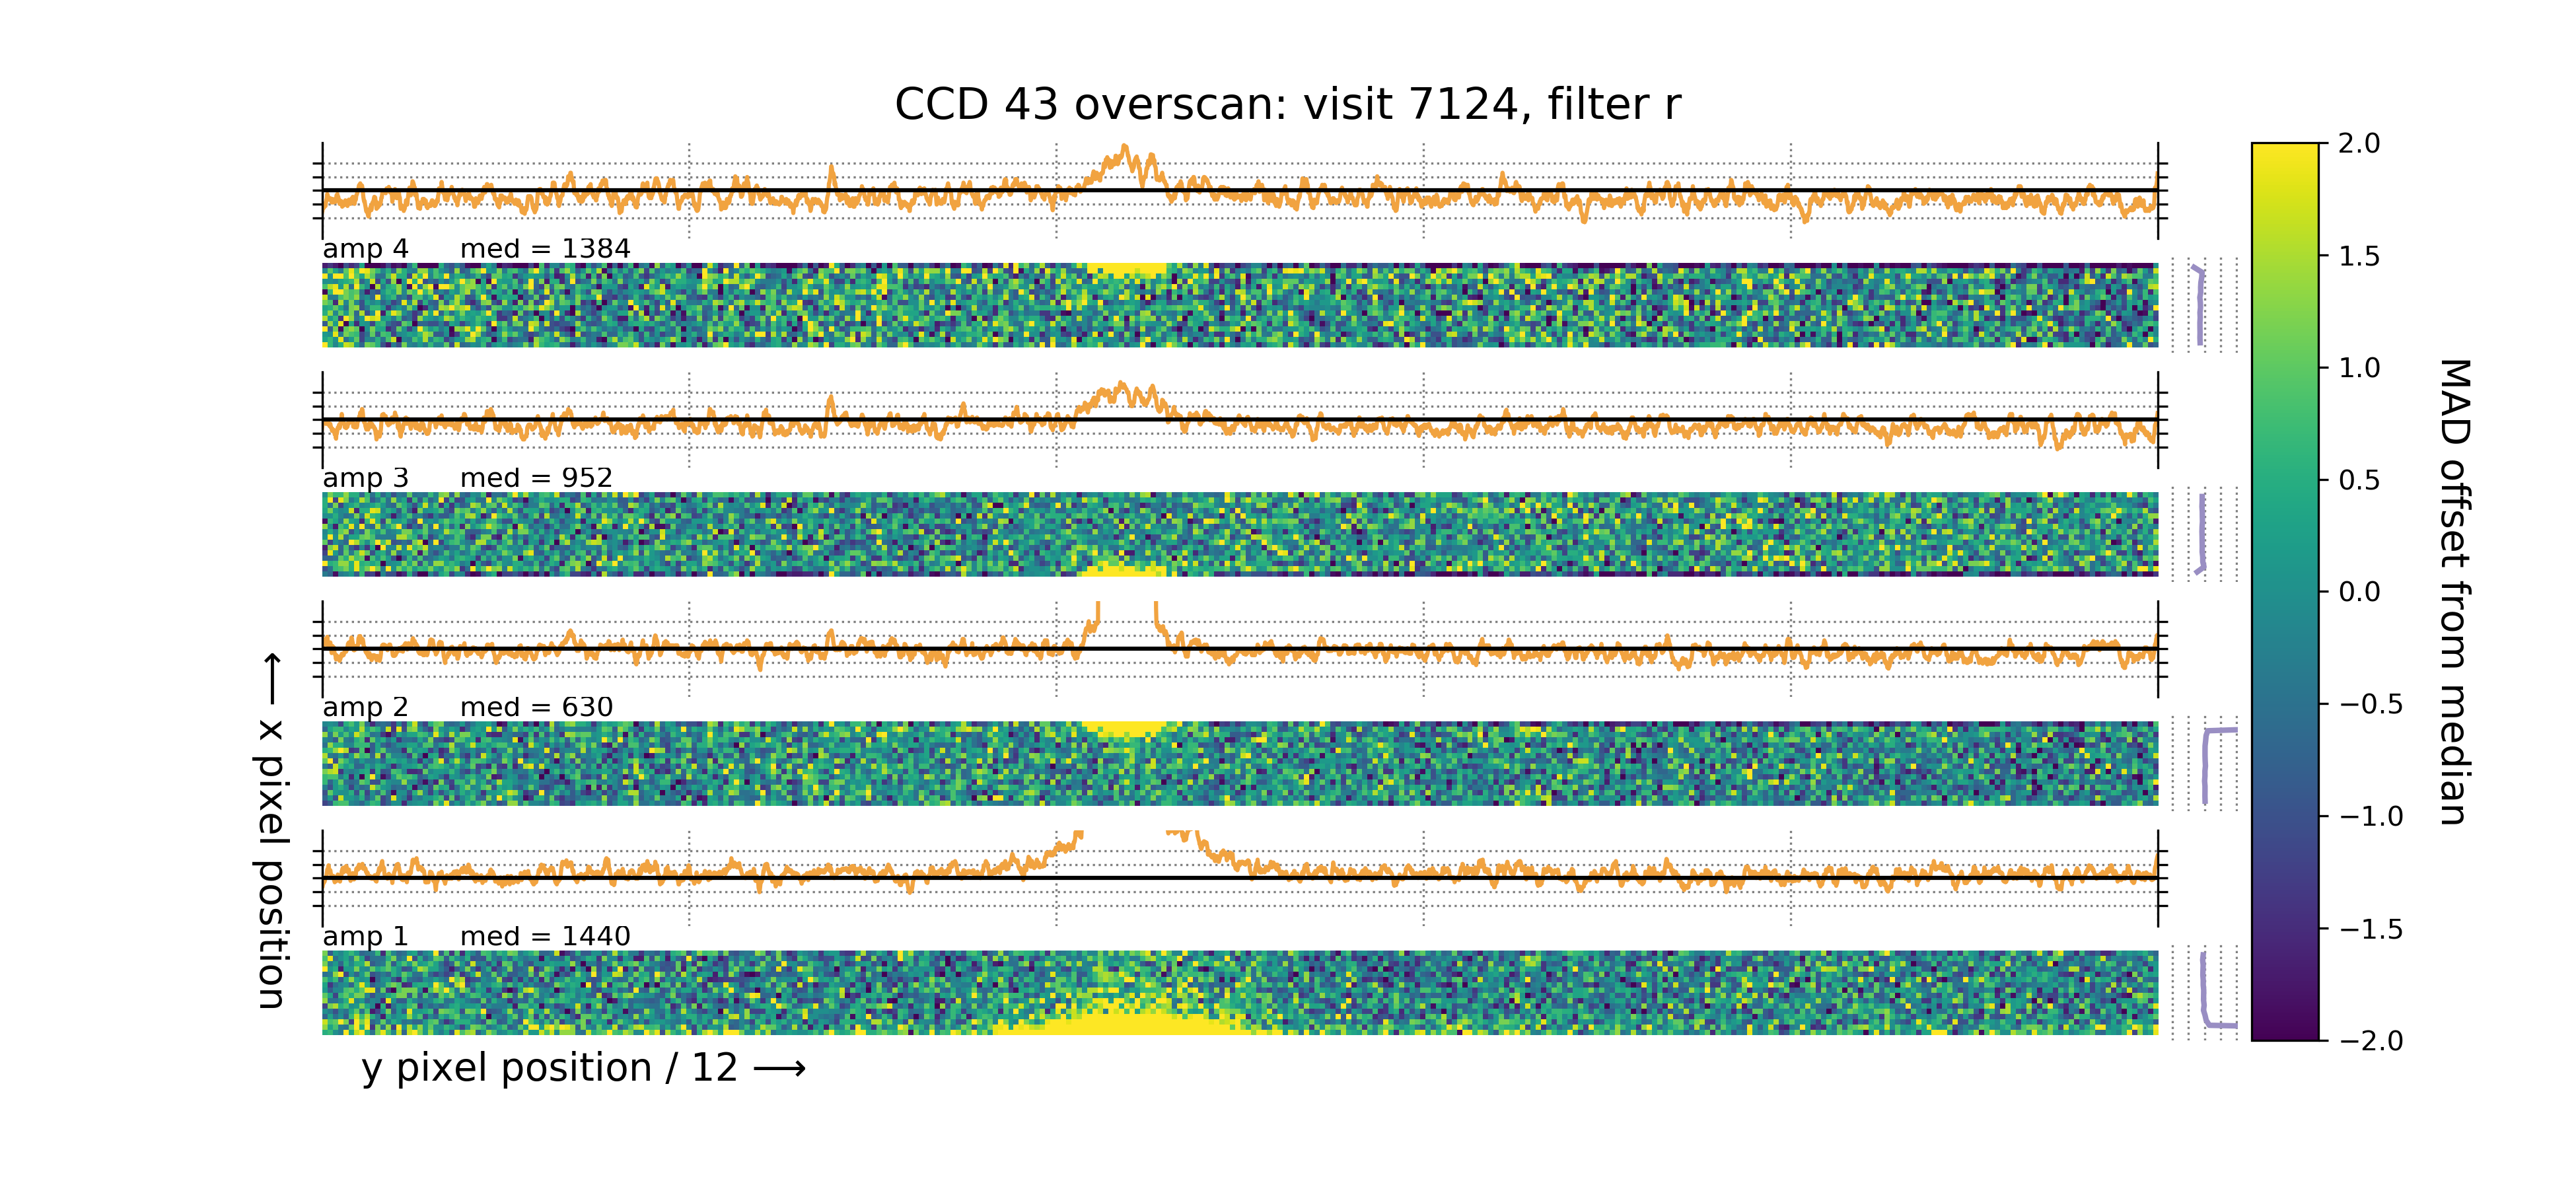 CCD 43 overscan: visit 7124, filter r
amp 4 med = 1384
amp 3 med = 952
amp 2 med = 630
amp 1 med = 1440
⟵ x pixel position
y pixel position / 12 ⟶
2.0
1.5
1.0
0.5
0.0
−0.5
−1.0
−1.5
−2.0
MAD offset from median